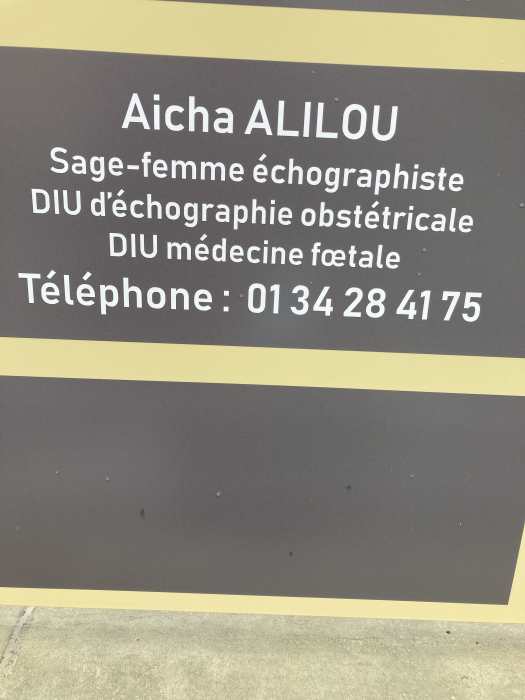 Aicha ALILOU
Sage-femme échographiste
DIU d'échographie obstétricale
DIU médecine fœtale
Téléphone : 01 34 28 41 75